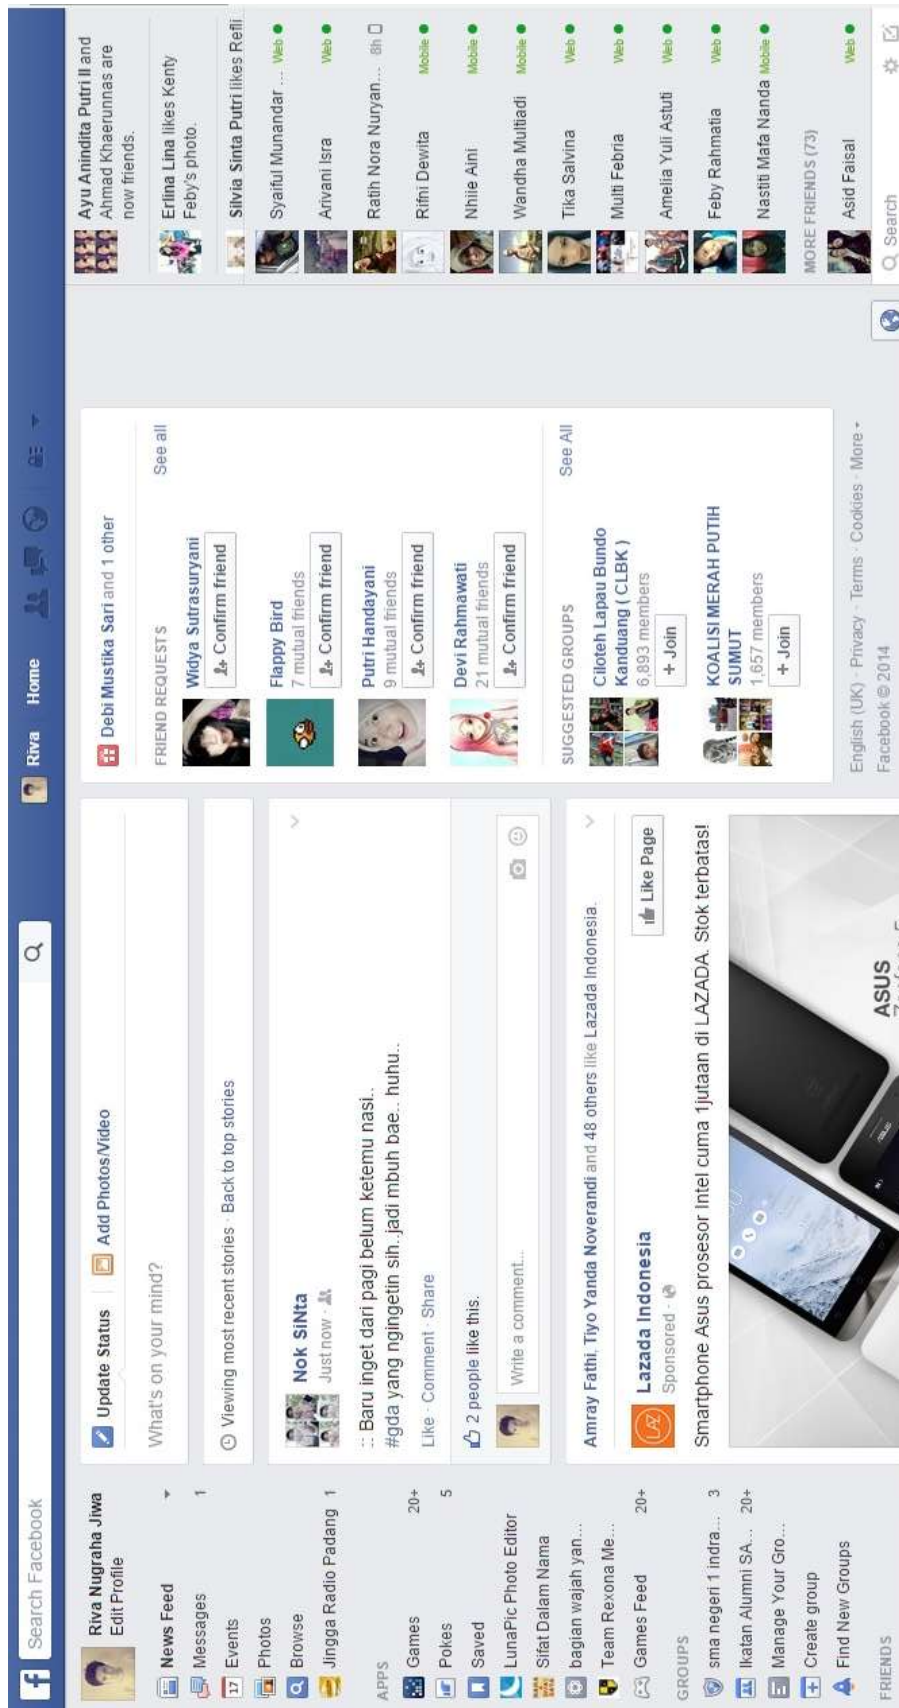 Search Facebook
Riva
Home
Riva Nugraha Jiwa
Edit Profile
News Feed
Messages 1
Events
Photos
Browse
Jingga Radio Padang 1
APPS
Games 20+
Pokes 5
Saved
LunaPic Photo Editor
Sifat Dalam Nama
bagian wajah yan...
Team Rexona Me...
Games Feed 20+
GROUPS
sma negeri 1 indra... 3
Ikatan Alumni SA... 20+
Manage Your Gro...
Create group
Find New Groups
FRIENDS
Update Status
Add Photos/Video
What's on your mind?
Viewing most recent stories · Back to top stories
Nok SiNta
Just now ·
:: Baru inget dari pagi belum ketemu nasi..
#gda yang ngingetin sih..jadi mbuh bae.. huhu..
Like · Comment · Share
2 people like this.
Write a comment...
Amray Fathi, Tiyo Yanda Noverandi and 48 others like Lazada Indonesia.
Lazada Indonesia
Sponsored ·
Like Page
Smartphone Asus prosesor Intel cuma 1jutaan di LAZADA. Stok terbatas!
ASUS
Debi Mustika Sari and 1 other
FRIEND REQUESTS
See all
Widya Sutrasuryani
Confirm friend
Flappy Bird
7 mutual friends
Confirm friend
Putri Handayani
9 mutual friends
Confirm friend
Devi Rahmawati
21 mutual friends
Confirm friend
SUGGESTED GROUPS
See All
Ciloteh Lapau Bundo
Kanduang ( CLBK )
6,893 members
+ Join
KOALISI MERAH PUTIH
SUMUT
1,657 members
+ Join
English (UK) · Privacy · Terms · Cookies · More
Facebook © 2014
Ayu Anindita Putri II and
Ahmad Khaerunnas are
now friends.
Erlina Lina likes Kenty
Feby's photo.
Silvia Sinta Putri likes Refli
Syaiful Munandar ... Web
Arivani Isra Web
Ratih Nora Nuryan... 8h
Rifni Dewita Mobile
Nhiie Aini Mobile
Wandha Multiadi Mobile
Tika Salvina Web
Multi Febria Web
Amelia Yuli Astuti Web
Feby Rahmatia Web
Nastiti Mafa Nanda Mobile
MORE FRIENDS (73)
Asid Faisal Web
Search